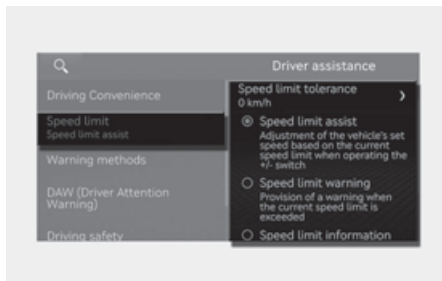 Driver assistance
Driving Convenience
Speed limit
Speed limit assist
Warning methods
DAW (Driver Attention
Warning)
Driving safety
Speed limit tolerance
0 km/h
Speed limit assist
Adjustment of the vehicle's set
speed based on the current
speed limit when operating the
+/- switch
Speed limit warning
Provision of a warning when
the current speed limit is
exceeded
Speed limit information